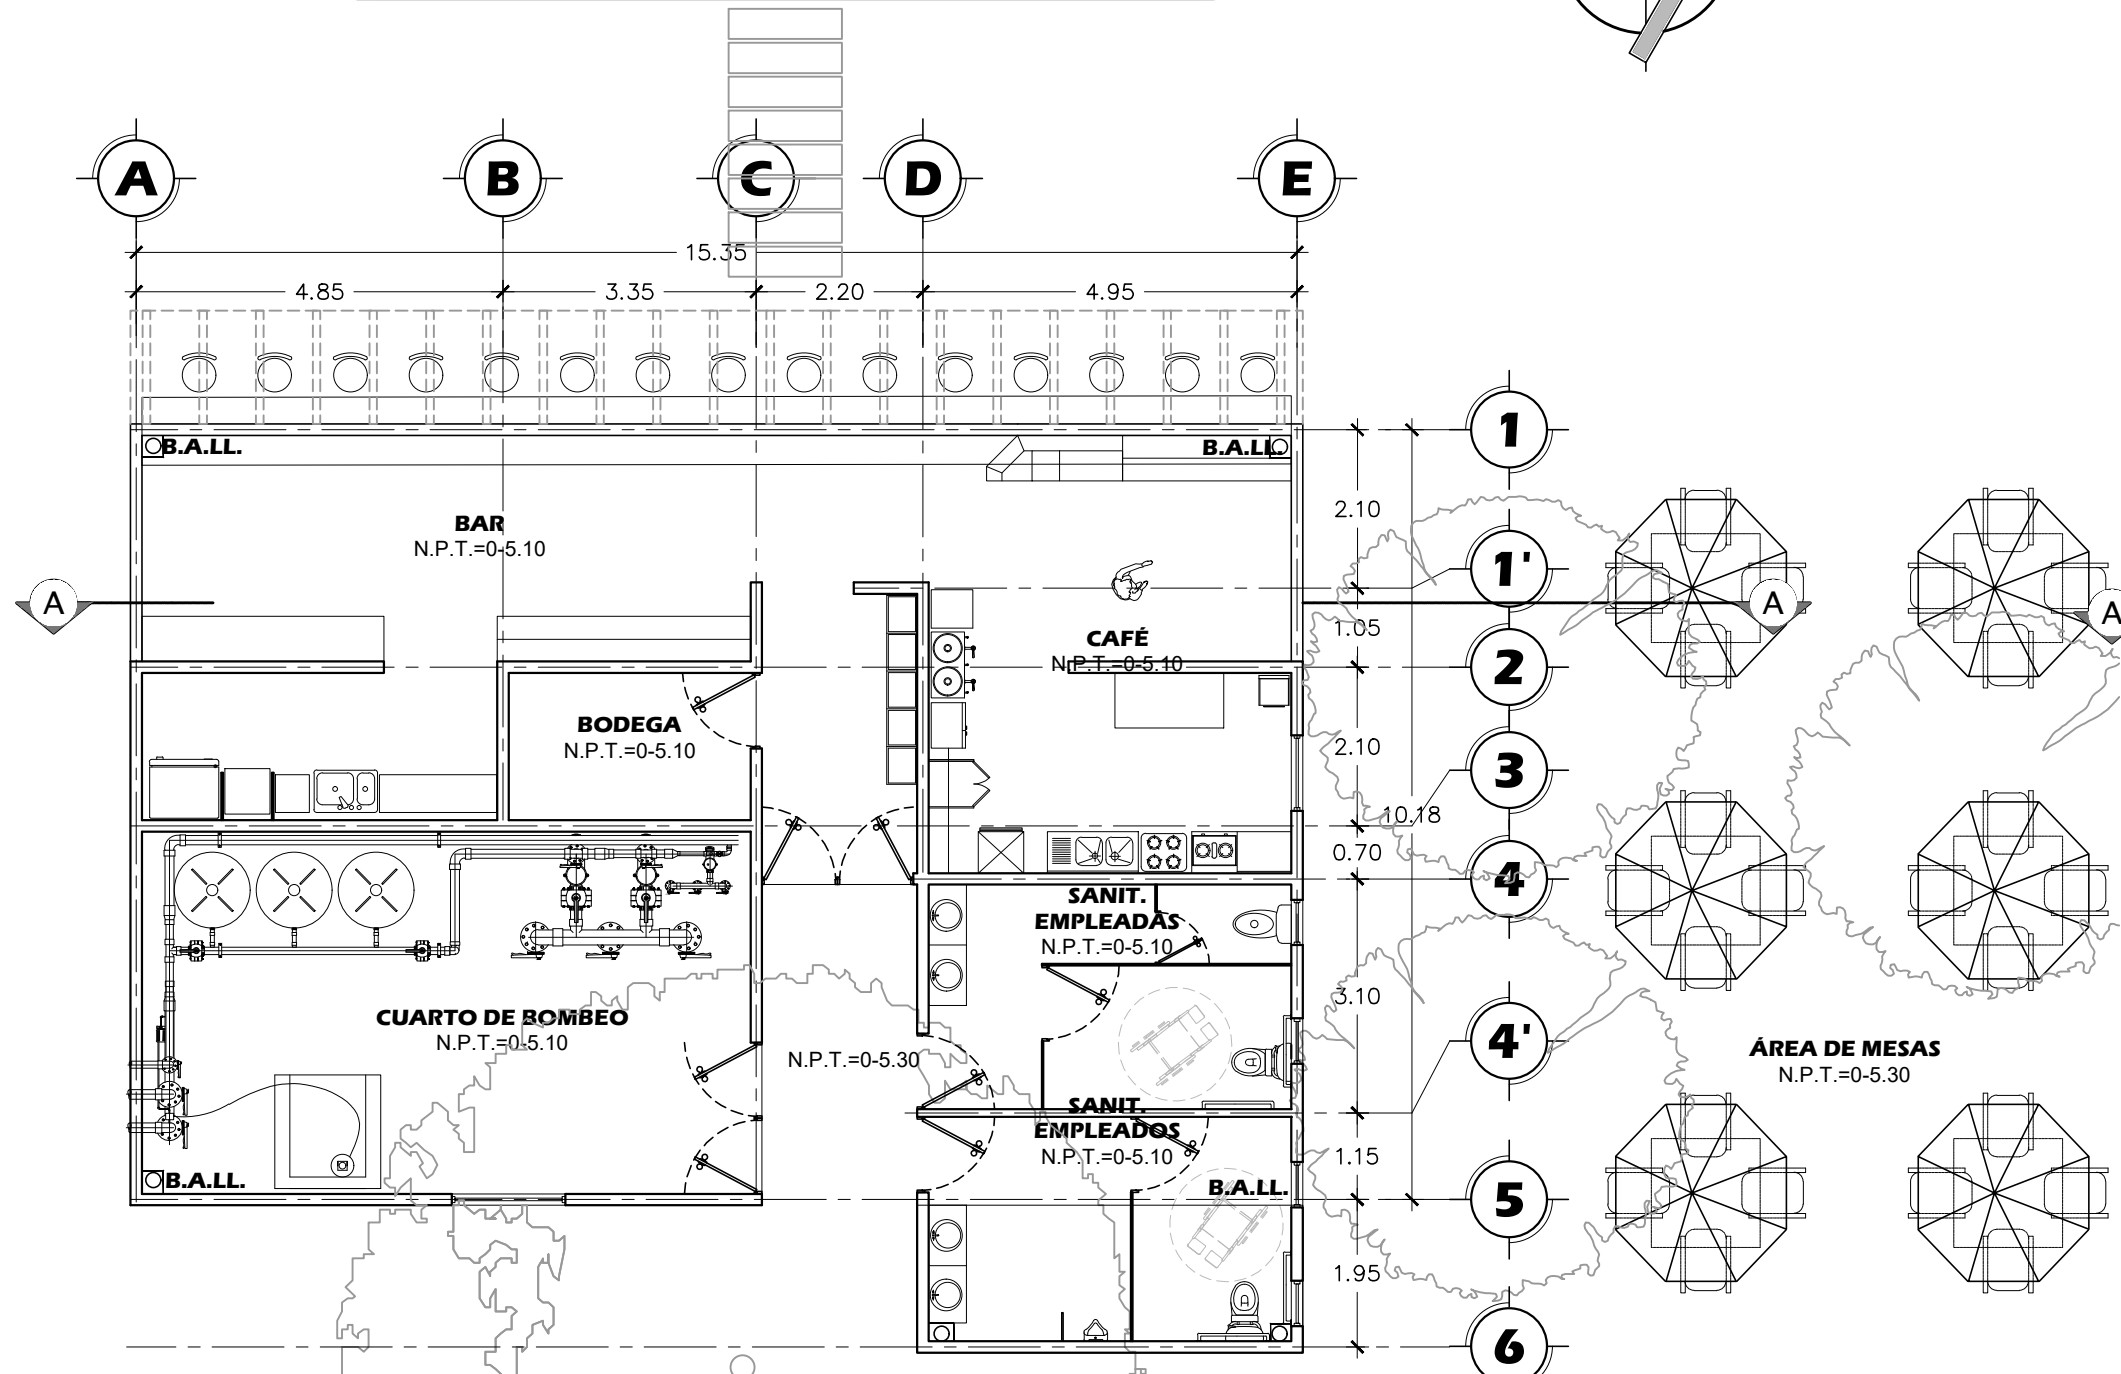 A B C D E
15.35
4.85 3.35 2.20 4.95
1
B.A.LL. B.A.LL.
2.10
BAR
N.P.T.=0-5.10
1'
A A A
1.05
CAFÉ
N.P.T.=0-5.10
2
BODEGA
N.P.T.=0-5.10
2.10
3
10.18
0.70
4
SANIT.
EMPLEADAS
N.P.T.=0-5.10
3.10
CUARTO DE BOMBEO
N.P.T.=0-5.10
N.P.T.=0-5.30
4'
ÁREA DE MESAS
N.P.T.=0-5.30
A
SANIT.
EMPLEADOS
N.P.T.=0-5.10
1.15
B.A.LL. B.A.LL.
5
1.95
A
6